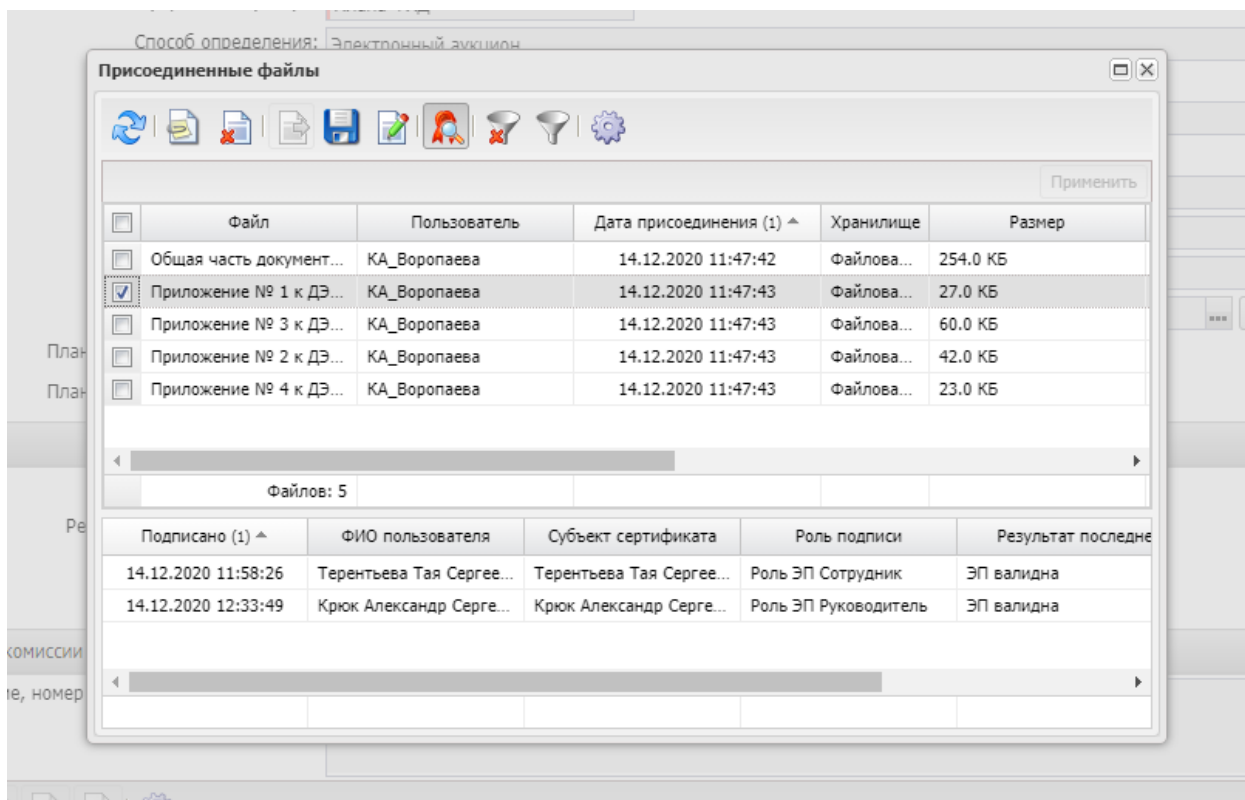 Способ определения: Электронный аукцион
Присоединенные файлы
Применить
Файл Пользователь Дата присоединения (1) Хранилище Размер
Общая часть документ... КА_Воропаева 14.12.2020 11:47:42 Файлова... 254.0 КБ
Приложение № 1 к ДЭ... КА_Воропаева 14.12.2020 11:47:43 Файлова... 27.0 КБ
Приложение № 3 к ДЭ... КА_Воропаева 14.12.2020 11:47:43 Файлова... 60.0 КБ
Приложение № 2 к ДЭ... КА_Воропаева 14.12.2020 11:47:43 Файлова... 42.0 КБ
План
Приложение № 4 к ДЭ... КА_Воропаева 14.12.2020 11:47:43 Файлова... 23.0 КБ
План
Файлов: 5
Ре
Подписано (1) ФИО пользователя Субъект сертификата Роль подписи Результат последне
14.12.2020 11:58:26 Терентьева Тая Сергее... Терентьева Тая Сергее... Роль ЭП Сотрудник ЭП валидна
14.12.2020 12:33:49 Крюк Александр Серге... Крюк Александр Серге... Роль ЭП Руководитель ЭП валидна
комиссии
ие, номер